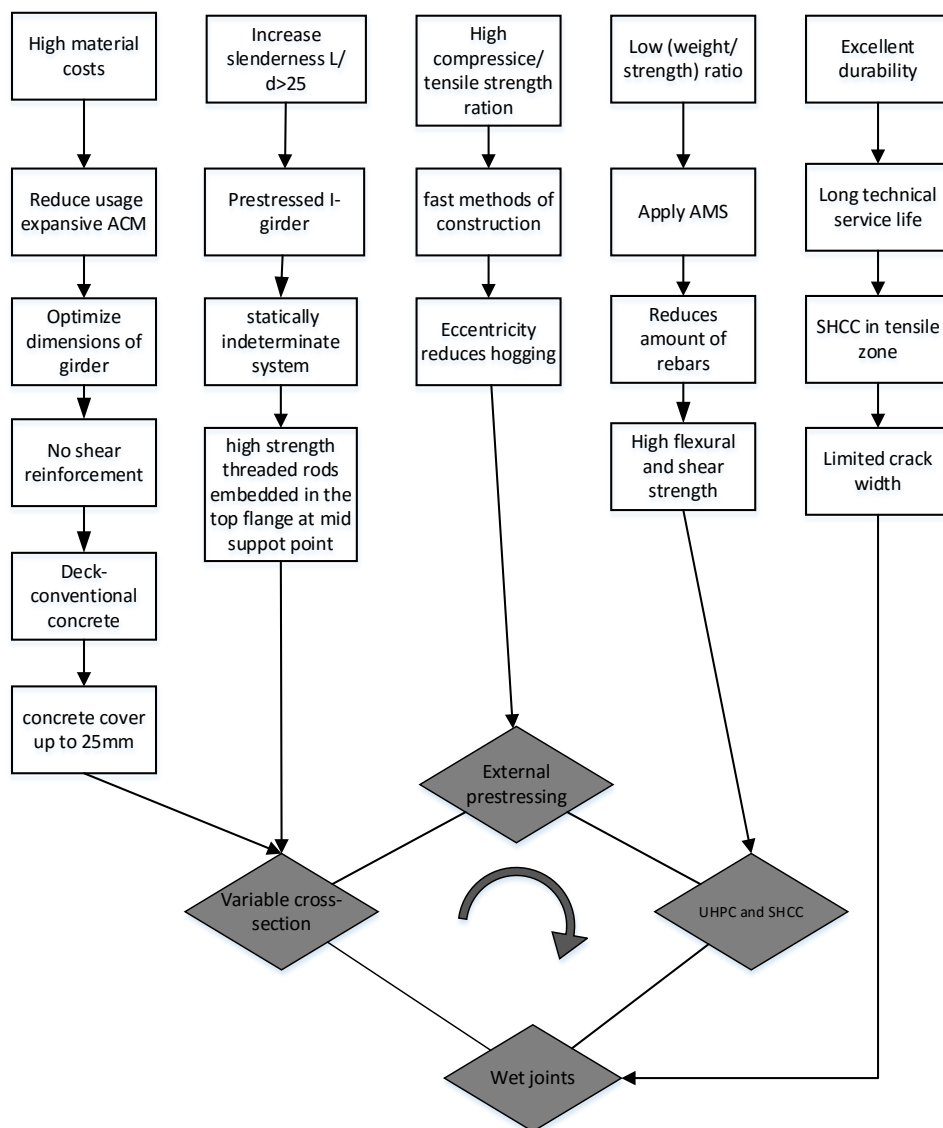 High material
costs
Increase
slenderness L/
d>25
High
compressice/
tensile strength
ration
Low (weight/
strength) ratio
Excellent
durability
Reduce usage
expansive ACM
Prestressed I-
girder
fast methods of
construction
Apply AMS
Long technical
service life
Optimize
dimensions of
girder
statically
indeterminate
system
Eccentricity
reduces hogging
Reduces
amount of
rebars
SHCC in tensile
zone
No shear
reinforcement
high strength
threaded rods
embedded in the
top flange at mid
suppot point
High flexural
and shear
strength
Limited crack
width
Deck-
conventional
concrete
concrete cover
up to 25mm
External
prestressing
Variable cross-
section
UHPC and SHCC
Wet joints